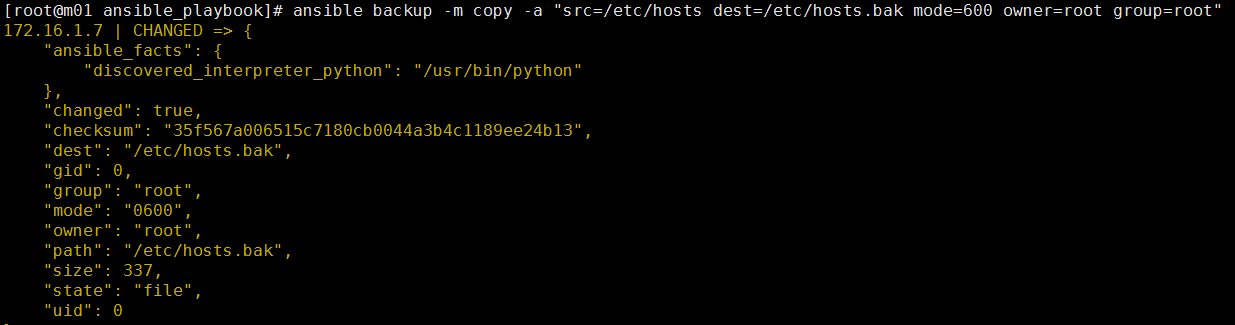 [root@m01 ansible_playbook]# ansible backup -m copy -a "src=/etc/hosts dest=/etc/hosts.bak mode=600 owner=root group=root"
172.16.1.7 | CHANGED => {
    "ansible_facts": {
        "discovered_interpreter_python": "/usr/bin/python"
    },
    "changed": true,
    "checksum": "35f567a006515c7180cb0044a3b4c1189ee24b13",
    "dest": "/etc/hosts.bak",
    "gid": 0,
    "group": "root",
    "mode": "0600",
    "owner": "root",
    "path": "/etc/hosts.bak",
    "size": 337,
    "state": "file",
    "uid": 0